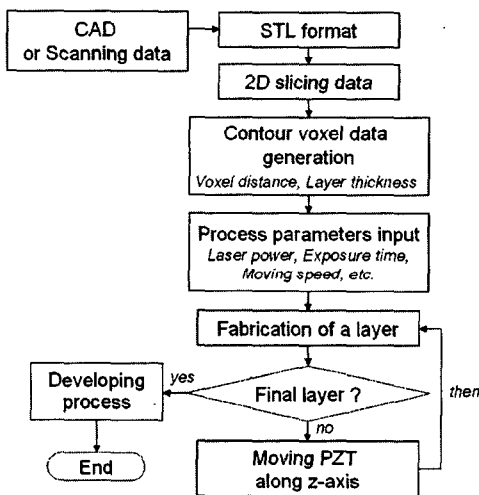 CAD
or Scanning data
STL format
2D slicing data
Contour voxel data
generation
Voxel distance, Layer thickness
Process parameters input
Laser power, Exposure time,
Moving speed, etc.
Fabrication of a layer
Final layer ?
yes
no
then
Developing
process
End
Moving PZT
along z-axis